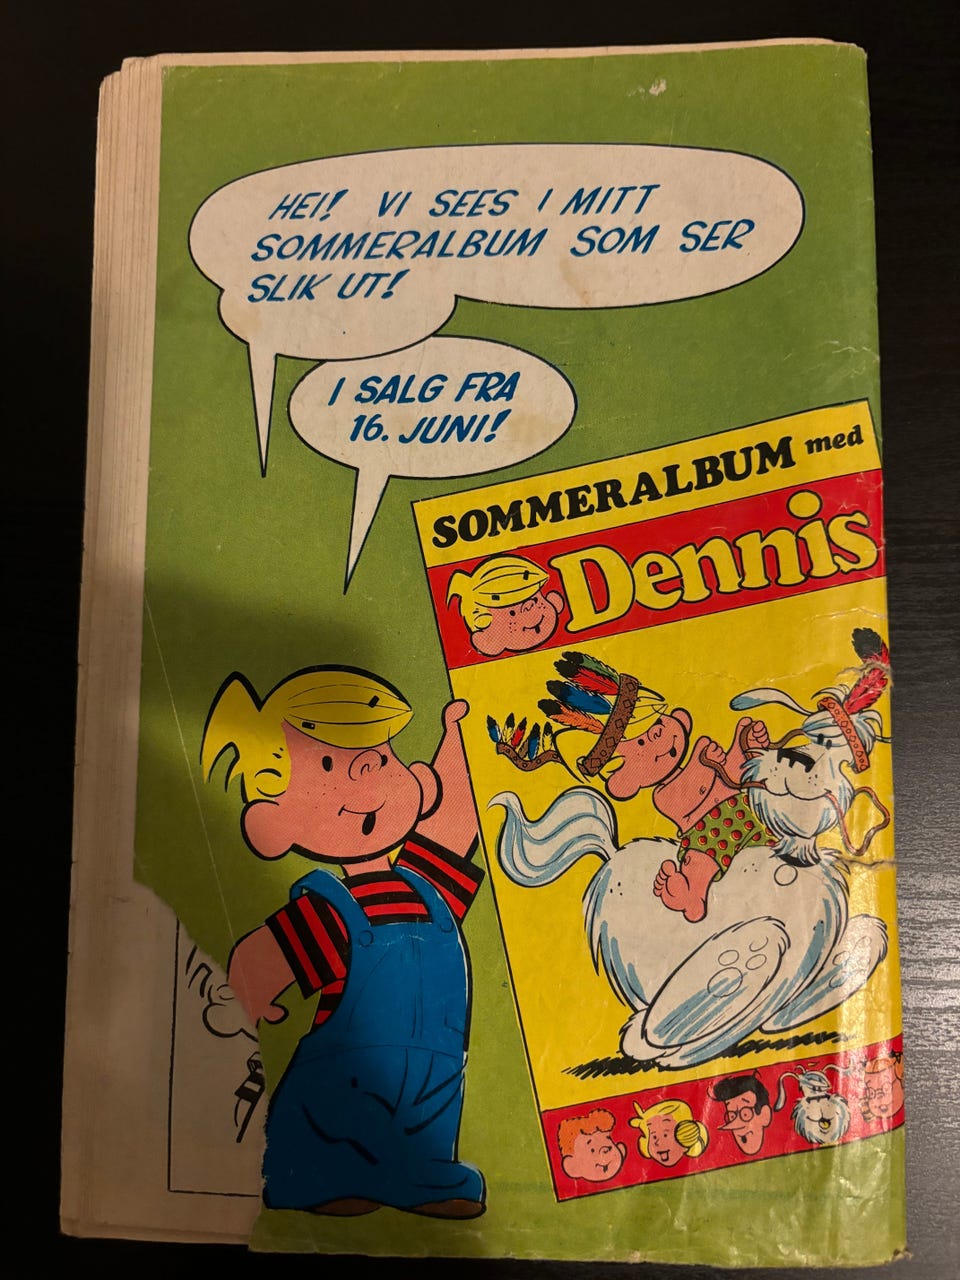 HEI! VI SEES I MITT
SOMMERALBUM SOM SER
SLIK UT!
I SALG FRA
16. JUNI!
SOMMERALBUM med
Dennis